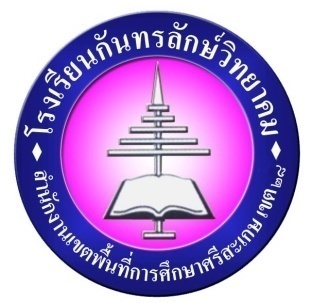 โรงเรียนกันทรลักษ์วิทยาคม
สำนักงานเขตพื้นที่การศึกษาศรีสะเกษ เขต๒๘